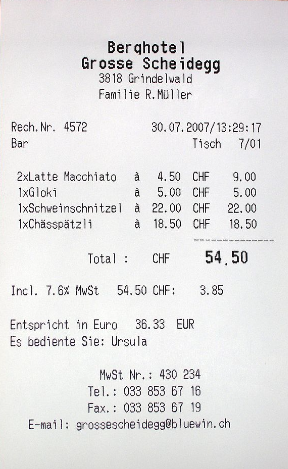 Berghotel
Grosse Scheidegg
3818 Grindelwald
Familie R.Müller
Rech.Nr. 4572 30.07.2007/13:29:17
Bar Tisch 7/01
2xLatte Macchiato à 4.50 CHF 9.00
1xGloki à 5.00 CHF 5.00
1xSchweinschnitzel à 22.00 CHF 22.00
1xChässpätzli à 18.50 CHF 18.50
Total : CHF 54.50
Incl. 7.6% MwSt 54.50 CHF: 3.85
Entspricht in Euro 36.33 EUR
Es bediente Sie: Ursula
MwSt Nr.: 430 234
Tel.: 033 853 67 16
Fax.: 033 853 67 19
E-mail: grossescheidegg@bluewin.ch